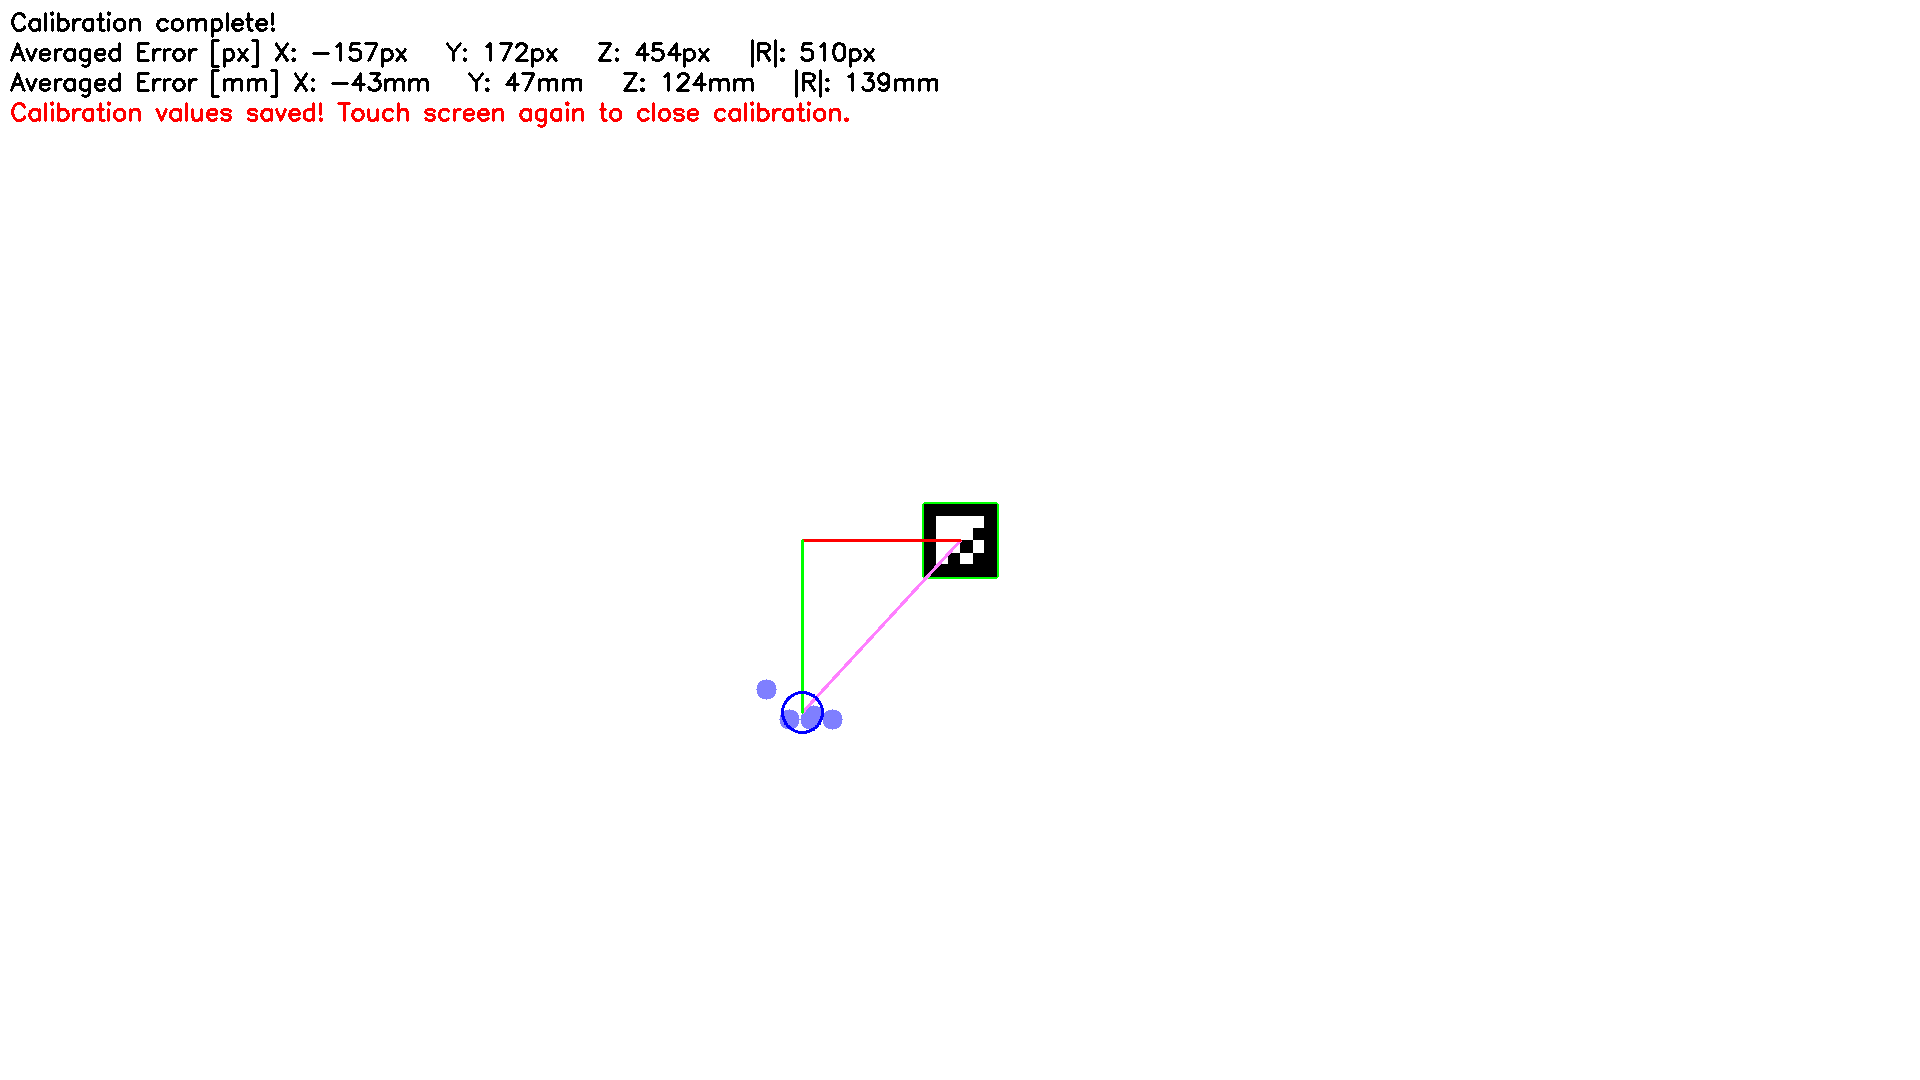 Calibration complete!
Averaged Error [px] X: -157px Y: 172px Z: 454px |R|: 510px
Averaged Error [mm] X: -43mm Y: 47mm Z: 124mm |R|: 139mm
Calibration values saved! Touch screen again to close calibration.